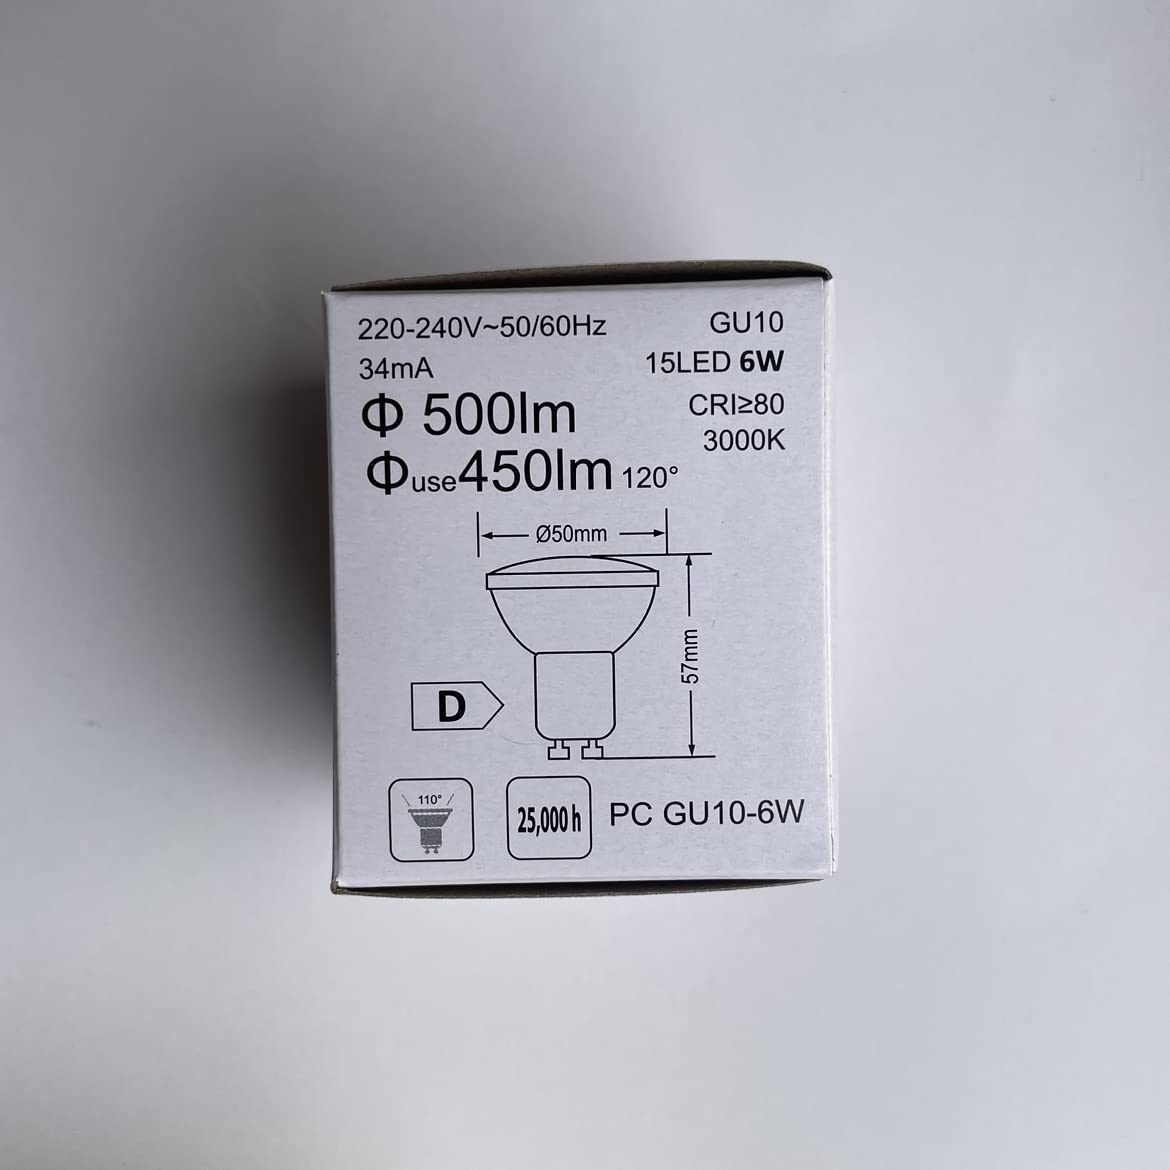 220-240V~50/60Hz GU10
34mA 15LED 6W
Φ 500lm CRI≥80
3000K
Φuse450lm 120°
Ø50mm
57mm
D
110°
25,000 h
PC GU10-6W